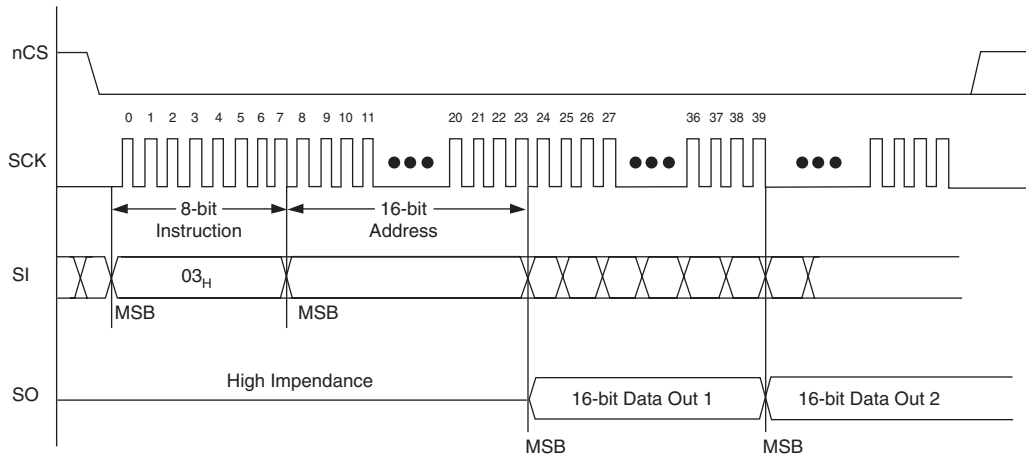 nCS
0 1 2 3 4 5 6 7 8 9 10 11 20 21 22 23 24 25 26 27 36 37 38 39
SCK
8-bit
Instruction
16-bit
Address
SI
03H
MSB
MSB
High Impendance
SO
16-bit Data Out 1
16-bit Data Out 2
MSB
MSB